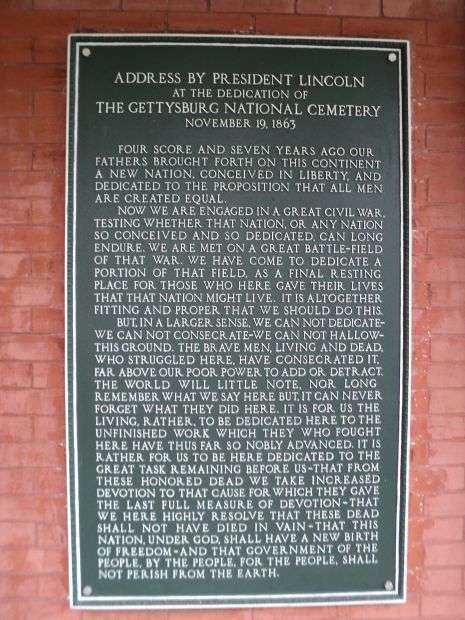 ADDRESS BY PRESIDENT LINCOLN
AT THE DEDICATION OF
THE GETTYSBURG NATIONAL CEMETERY
NOVEMBER 19, 1863
FOUR SCORE AND SEVEN YEARS AGO OUR
FATHERS BROUGHT FORTH ON THIS CONTINENT
A NEW NATION, CONCEIVED IN LIBERTY, AND
DEDICATED TO THE PROPOSITION THAT ALL MEN
ARE CREATED EQUAL.
NOW WE ARE ENGAGED IN A GREAT CIVIL WAR,
TESTING WHETHER THAT NATION, OR ANY NATION
SO CONCEIVED AND SO DEDICATED CAN LONG
ENDURE. WE ARE MET ON A GREAT BATTLE-FIELD
OF THAT WAR. WE HAVE COME TO DEDICATE A
PORTION OF THAT FIELD, AS A FINAL RESTING
PLACE FOR THOSE WHO HERE GAVE THEIR LIVES
THAT THAT NATION MIGHT LIVE. IT IS ALTOGETHER
FITTING AND PROPER THAT WE SHOULD DO THIS.
BUT, IN A LARGER SENSE, WE CAN NOT DEDICATE-
WE CAN NOT CONSECRATE-WE CAN NOT HALLOW-
THIS GROUND. THE BRAVE MEN, LIVING AND DEAD,
WHO STRUGGLED HERE, HAVE CONSECRATED IT,
FAR ABOVE OUR POOR POWER TO ADD OR DETRACT.
THE WORLD WILL LITTLE NOTE, NOR LONG
REMEMBER WHAT WE SAY HERE BUT, IT CAN NEVER
FORGET WHAT THEY DID HERE. IT IS FOR US THE
LIVING, RATHER, TO BE DEDICATED HERE TO THE
UNFINISHED WORK WHICH THEY WHO FOUGHT
HERE HAVE THUS FAR SO NOBLY ADVANCED. IT IS
RATHER FOR US TO BE HERE DEDICATED TO THE
GREAT TASK REMAINING BEFORE US-THAT FROM
THESE HONORED DEAD WE TAKE INCREASED
DEVOTION TO THAT CAUSE FOR WHICH THEY GAVE
THE LAST FULL MEASURE OF DEVOTION-THAT
WE HERE HIGHLY RESOLVE THAT THESE DEAD
SHALL NOT HAVE DIED IN VAIN-THAT THIS
NATION, UNDER GOD, SHALL HAVE A NEW BIRTH
OF FREEDOM-AND THAT GOVERNMENT OF THE
PEOPLE, BY THE PEOPLE, FOR THE PEOPLE, SHALL
NOT PERISH FROM THE EARTH.